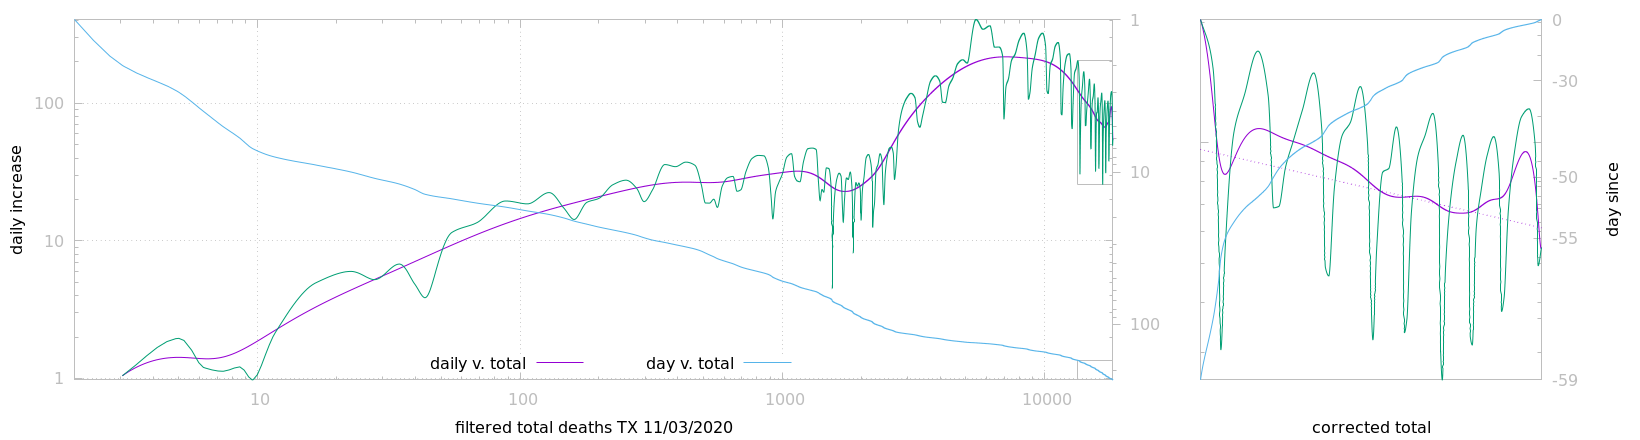 1
0
100
-30
daily increase
10
-50
day since
10
-55
100
daily v. total
day v. total
1
-59
10
100
1000
10000
filtered total deaths TX 11/03/2020
corrected total